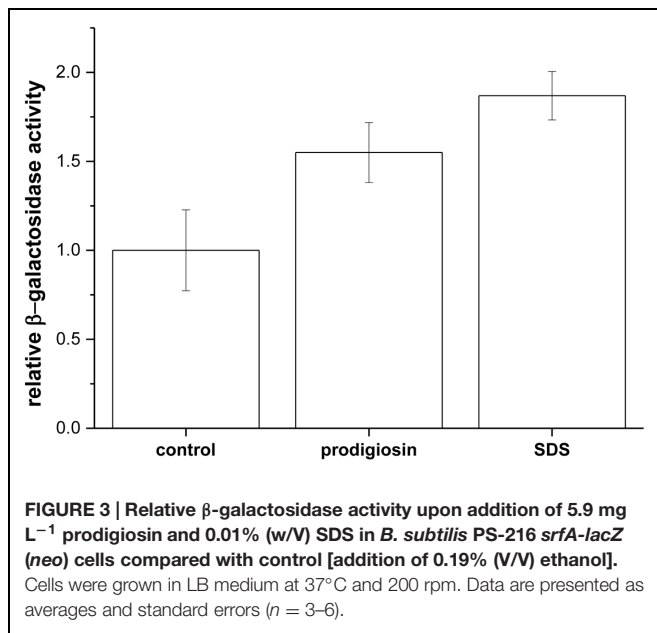 relative β-galactosidase activity
2.0
1.5
1.0
0.5
0.0
control prodigiosin SDS
FIGURE 3 | Relative β-galactosidase activity upon addition of 5.9 mg
L−1 prodigiosin and 0.01% (w/V) SDS in B. subtilis PS-216 srfA-lacZ
(neo) cells compared with control [addition of 0.19% (V/V) ethanol].
Cells were grown in LB medium at 37°C and 200 rpm. Data are presented as
averages and standard errors (n = 3–6).